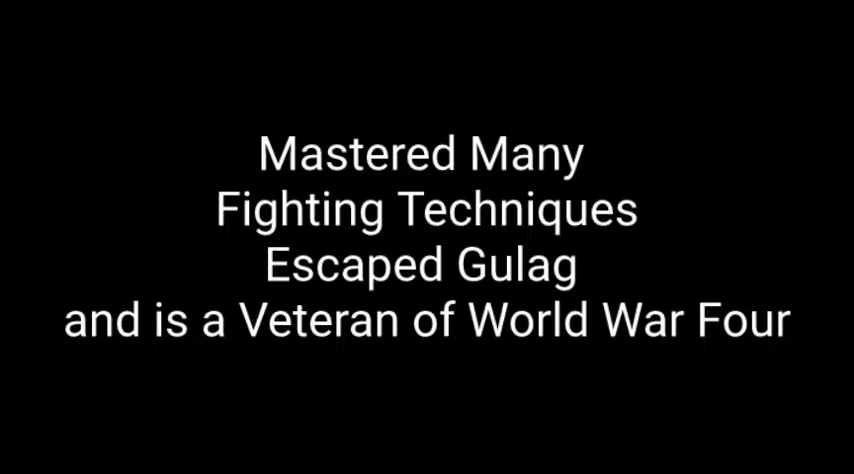 Mastered Many
Fighting Techniques
Escaped Gulag
and is a Veteran of World War Four